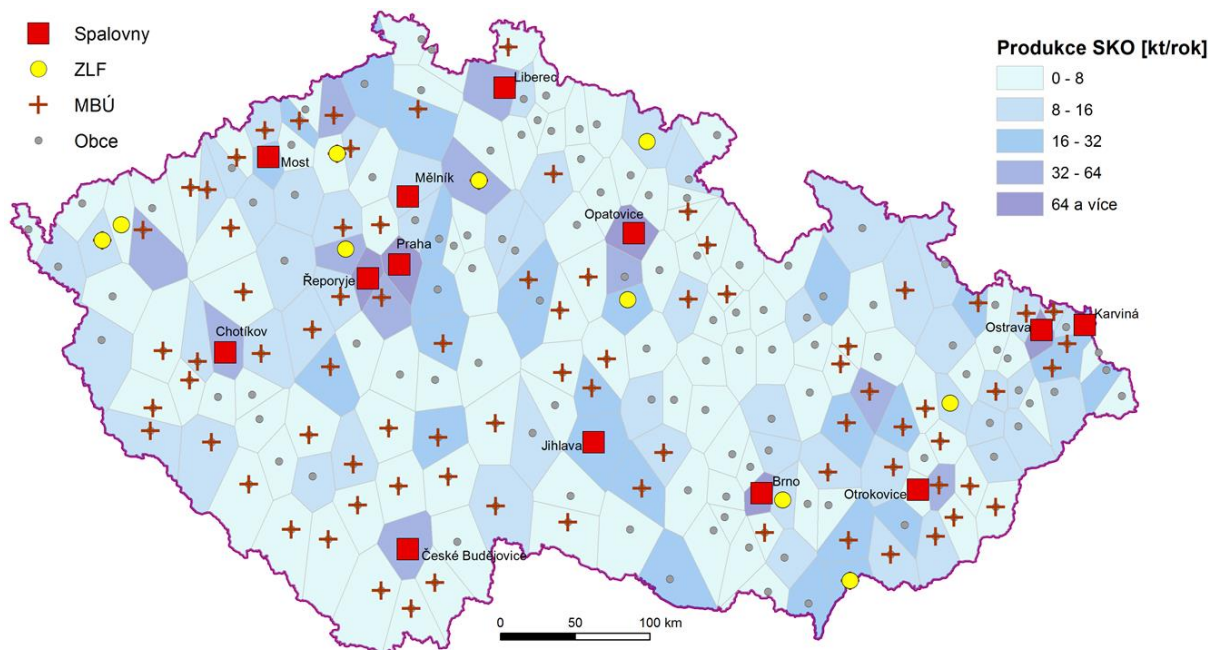 Spalovny
ZLF
MBÚ
Obce
Produkce SKO [kt/rok]
0 - 8
8 - 16
16 - 32
32 - 64
64 a více
Liberec
Most
Mělník
Opatovice
Praha
Řeporyje
Chotíkov
Karviná
Ostrava
Jihlava
Brno
Otrokovice
České Budějovice
0 50 100 km